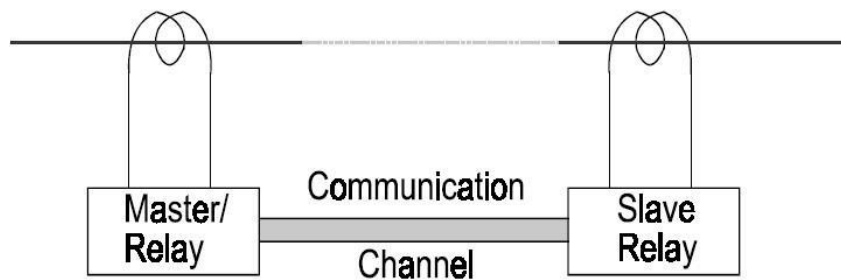 Communication
Master/
Relay
Slave
Relay
Channel